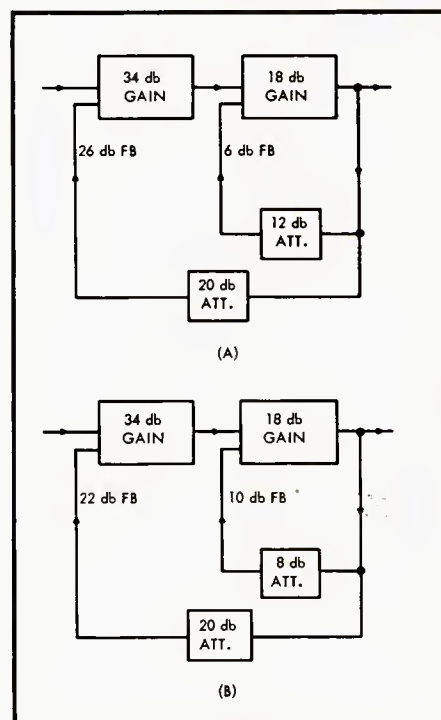 34 db
GAIN
18 db
GAIN
26 db FB
6 db FB
12 db
ATT.
20 db
ATT.
(A)
34 db
GAIN
18 db
GAIN
22 db FB
10 db FB
8 db
ATT.
20 db
ATT.
(B)